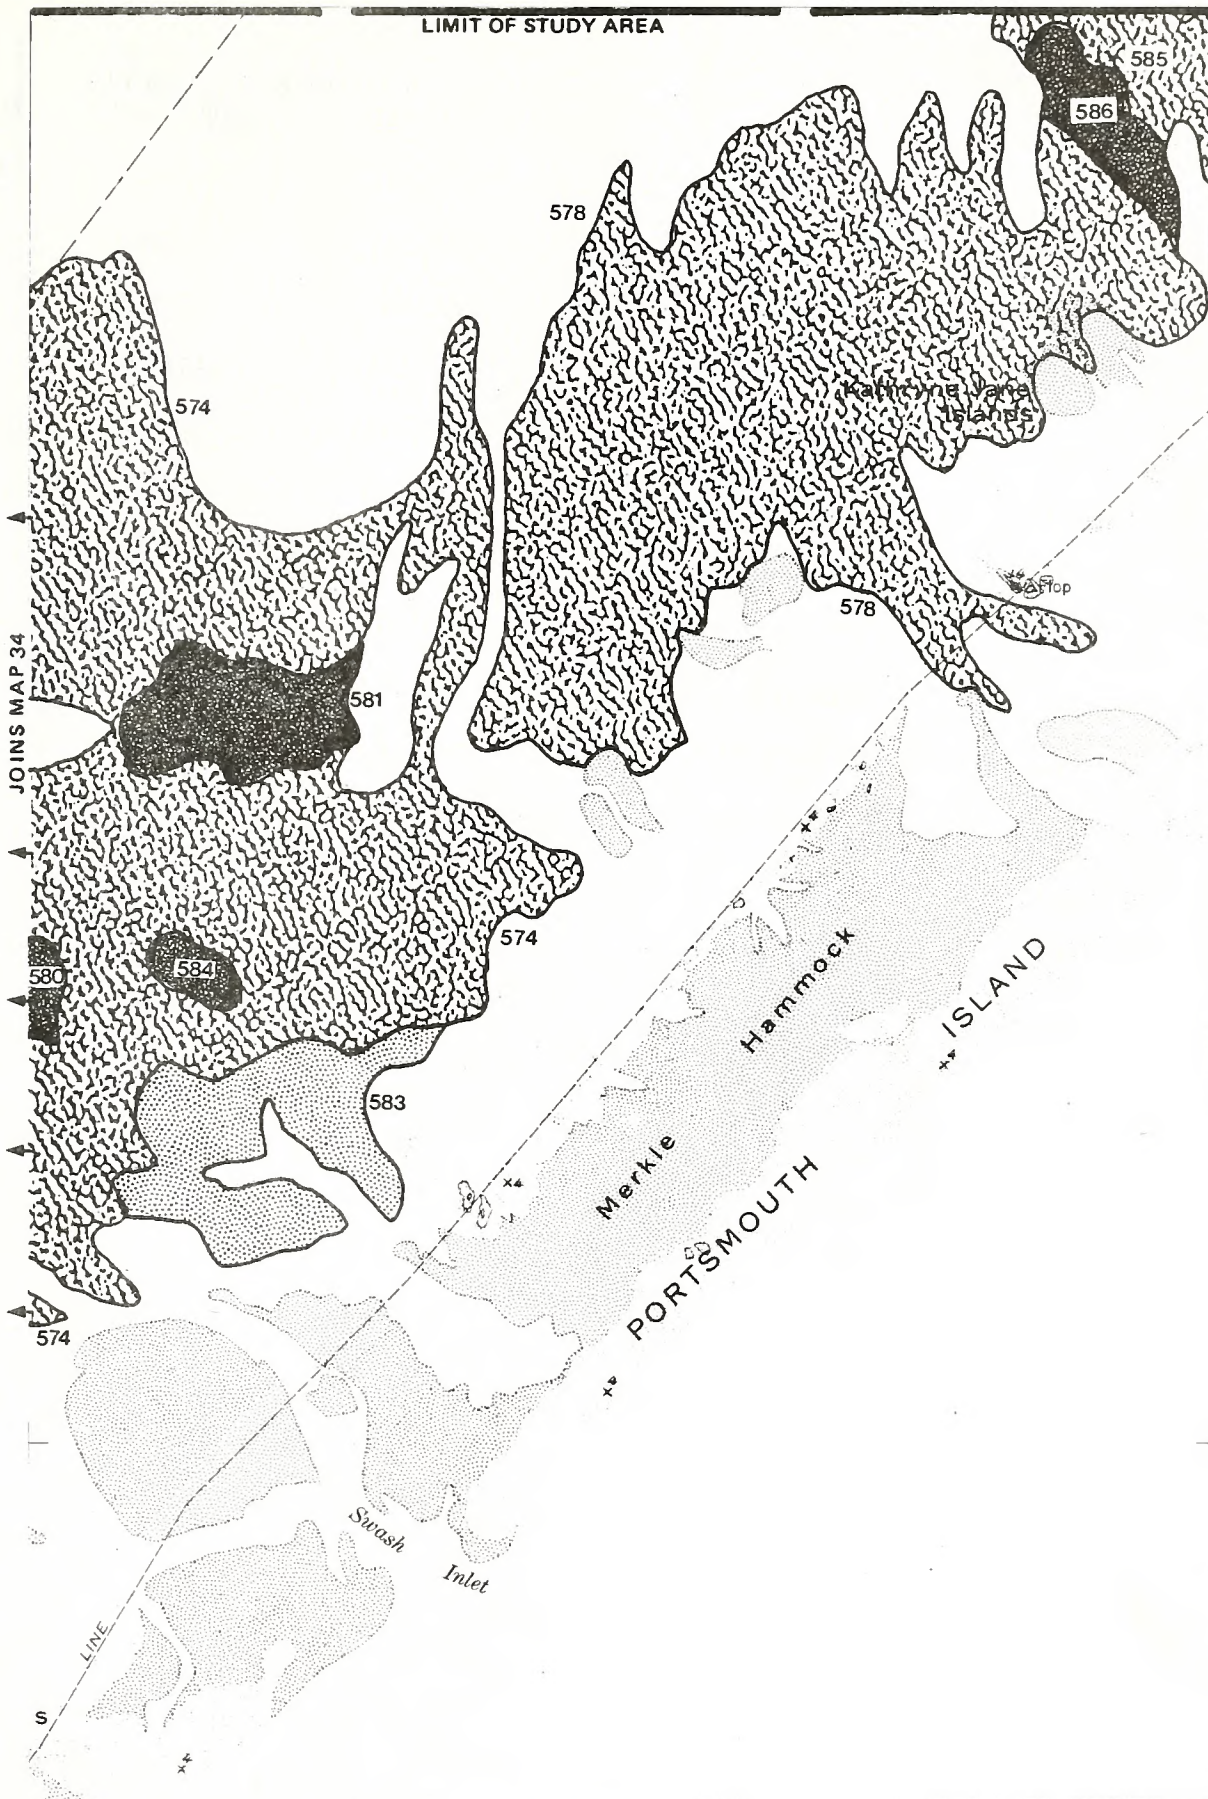 LIMIT OF STUDY AREA
585
586
578
574
Kathryne Jane
Islands
578
JOINS MAP 34
581
574
580
584
Hammock
ISLAND
583
Merkle
PORTSMOUTH
574
Swash
Inlet
LINE
S